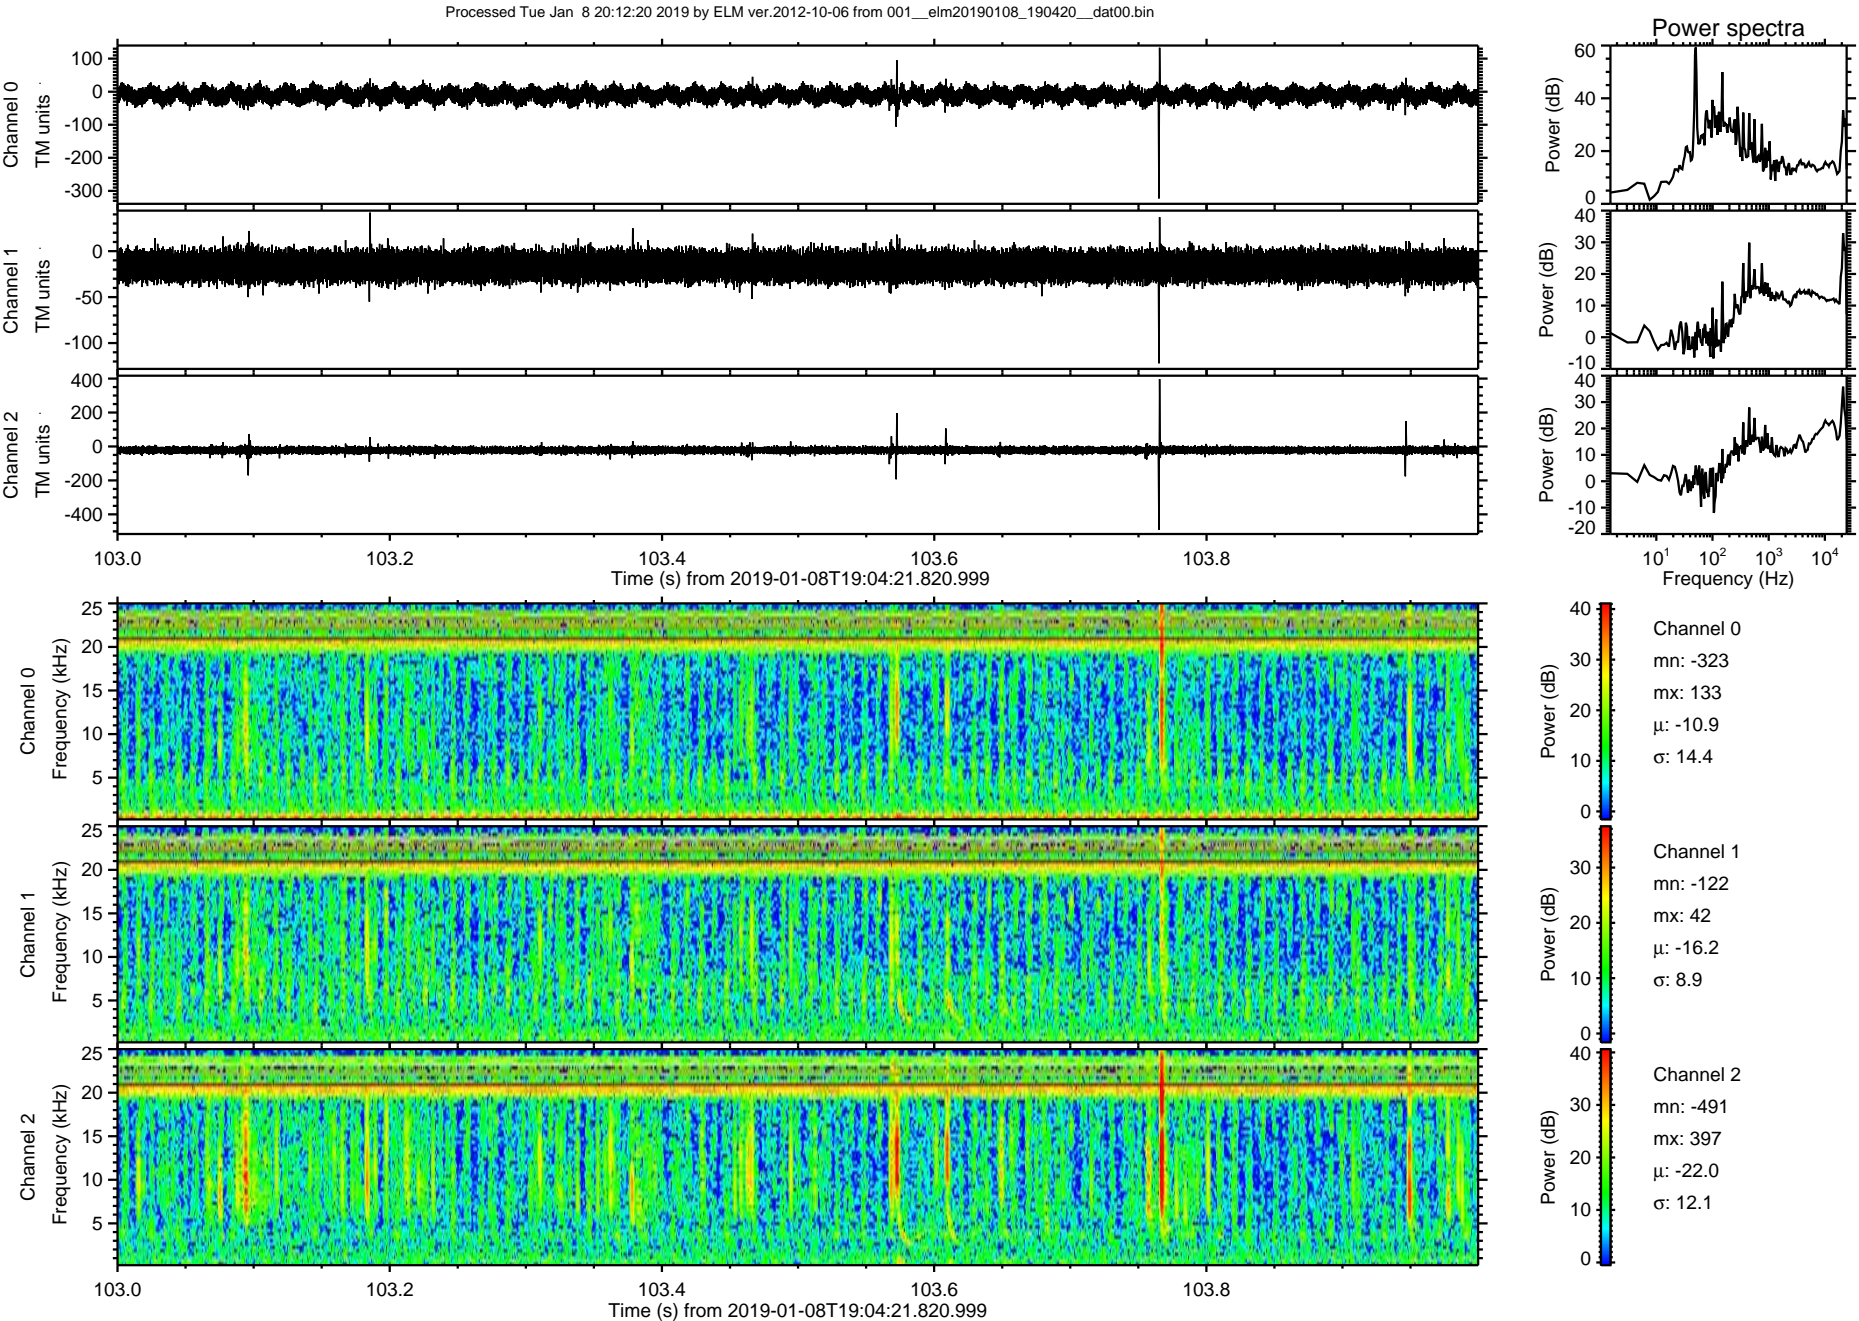 Processed Tue Jan  8 20:12:20 2019 by ELM ver.2012-10-06 from 001__elm20190108_190420__dat00.bin
Power spectra
Channel 0
TM units
100
0
-100
-200
-300
Power (dB)
60
40
20
0
Channel 1
TM units
0
-50
-100
Power (dB)
40
30
20
10
0
-10
Channel 2
TM units
400
200
0
-200
-400
Power (dB)
40
30
20
10
0
-10
-20
103.0 103.2 103.4 103.6 103.8
Time (s) from 2019-01-08T19:04:21.820.999
10¹ 10² 10³ 10⁴
Frequency (Hz)
Channel 0
Frequency (kHz)
25
20
15
10
5
Power (dB)
40
30
20
10
0
Channel 0
mn: -323
mx: 133
μ: -10.9
σ: 14.4
Channel 1
Frequency (kHz)
25
20
15
10
5
Power (dB)
30
20
10
0
Channel 1
mn: -122
mx: 42
μ: -16.2
σ: 8.9
Channel 2
Frequency (kHz)
25
20
15
10
5
Power (dB)
40
30
20
10
0
Channel 2
mn: -491
mx: 397
μ: -22.0
σ: 12.1
103.0 103.2 103.4 103.6 103.8
Time (s) from 2019-01-08T19:04:21.820.999